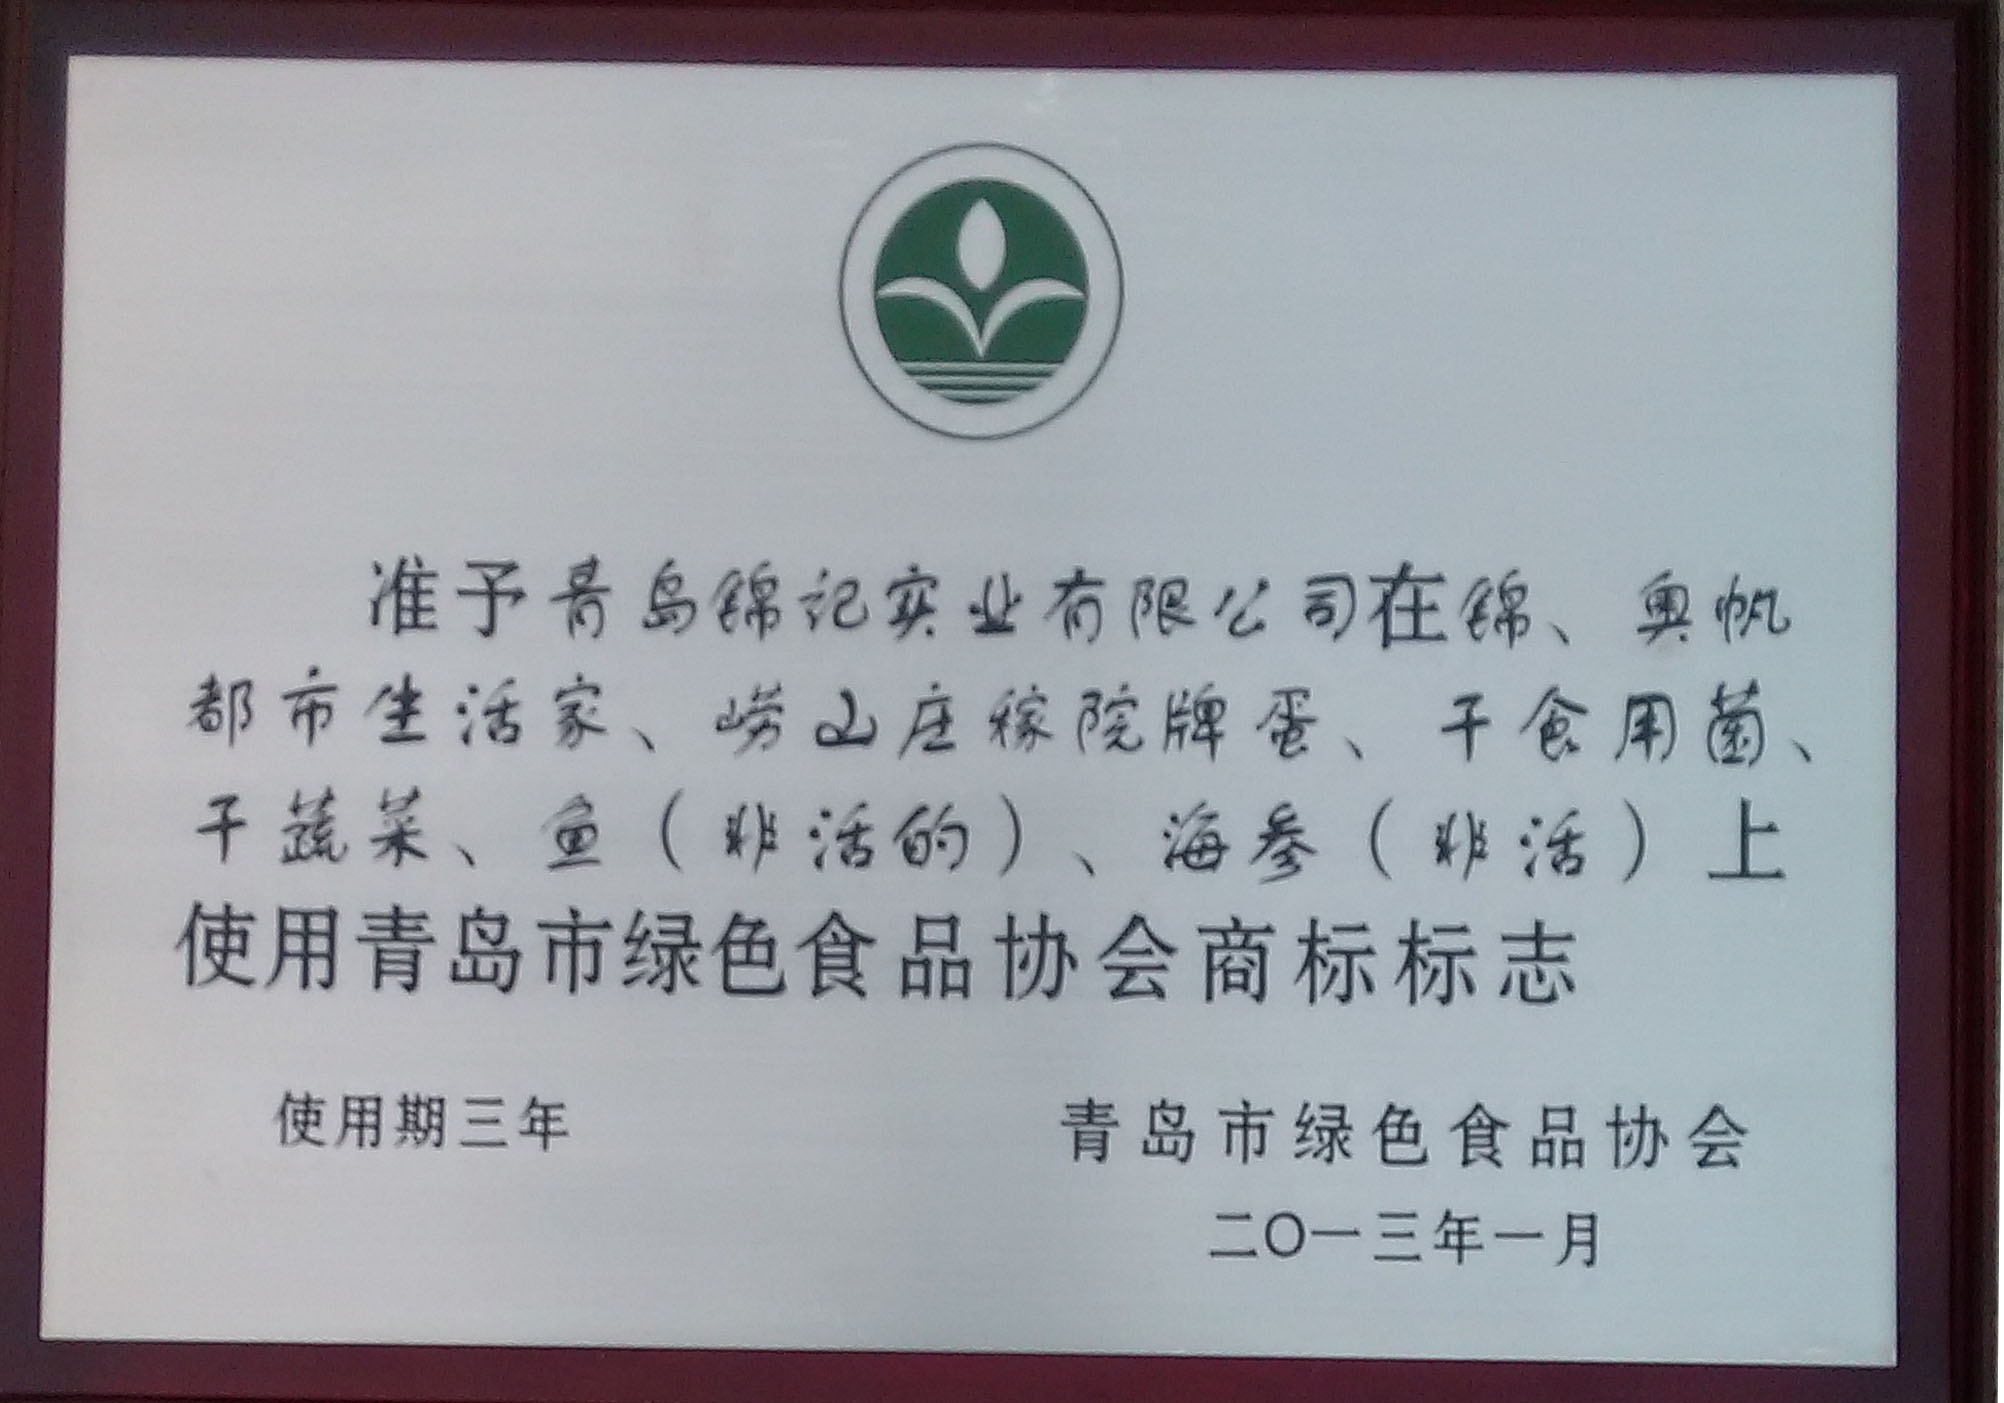 准予青岛锦记实业有限公司在锦、奥帆
都市生活家、崂山庄稼院牌蛋、干食用菌、
干蔬菜、鱼（非活的）、海参（非活）上
使用青岛市绿色食品协会商标标志
使用期三年
青岛市绿色食品协会
二〇一三年一月